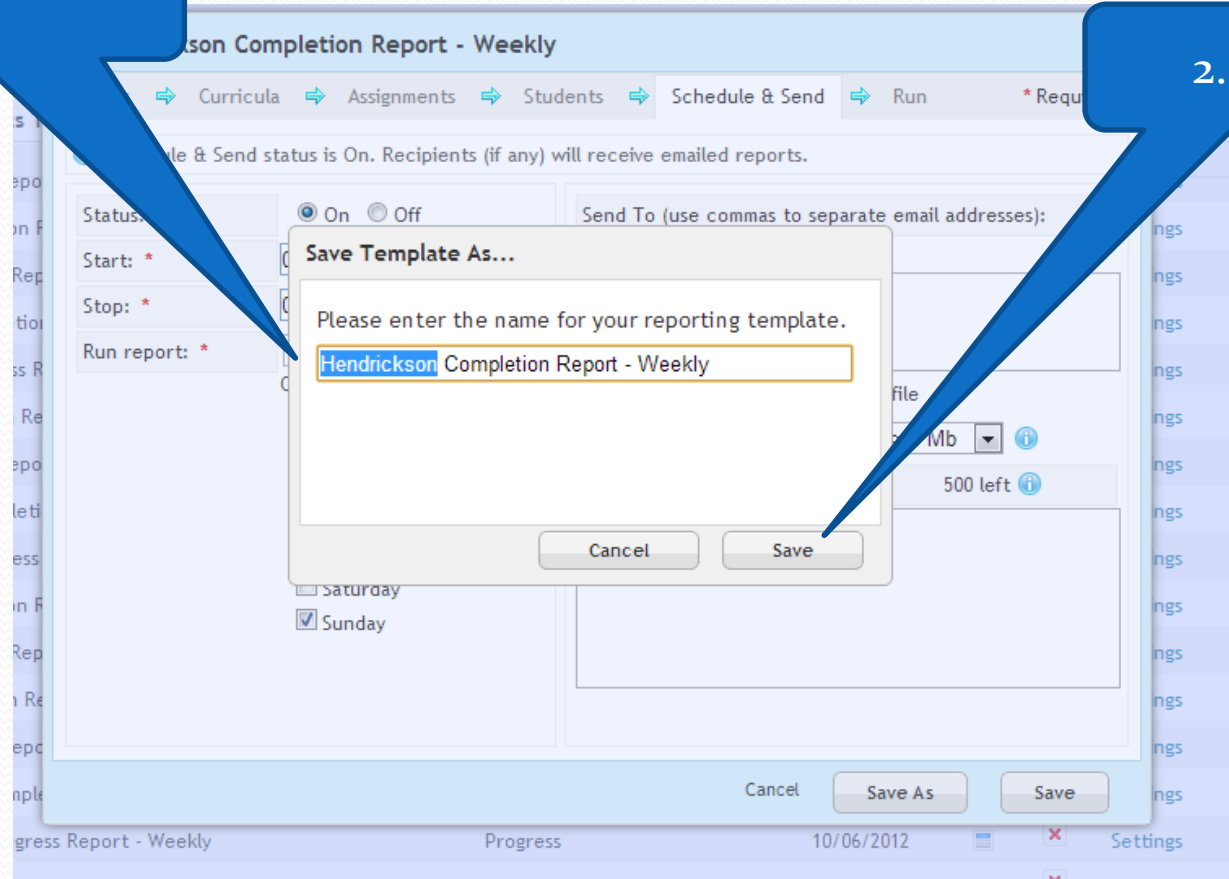 2.
son Completion Report - Weekly
Curricula Assignments Students Schedule & Send Run * Requ
le & Send status is On. Recipients (if any) will receive emailed reports.
Status: On Off
Send To (use commas to separate email addresses):
Start: *
Stop: *
Run report: *
Save Template As...
Please enter the name for your reporting template.
Hendrickson Completion Report - Weekly
Cancel Save
file
Mb
500 left
Saturday
Sunday
Cancel Save As Save
gress Report - Weekly Progress 10/06/2012 Settings